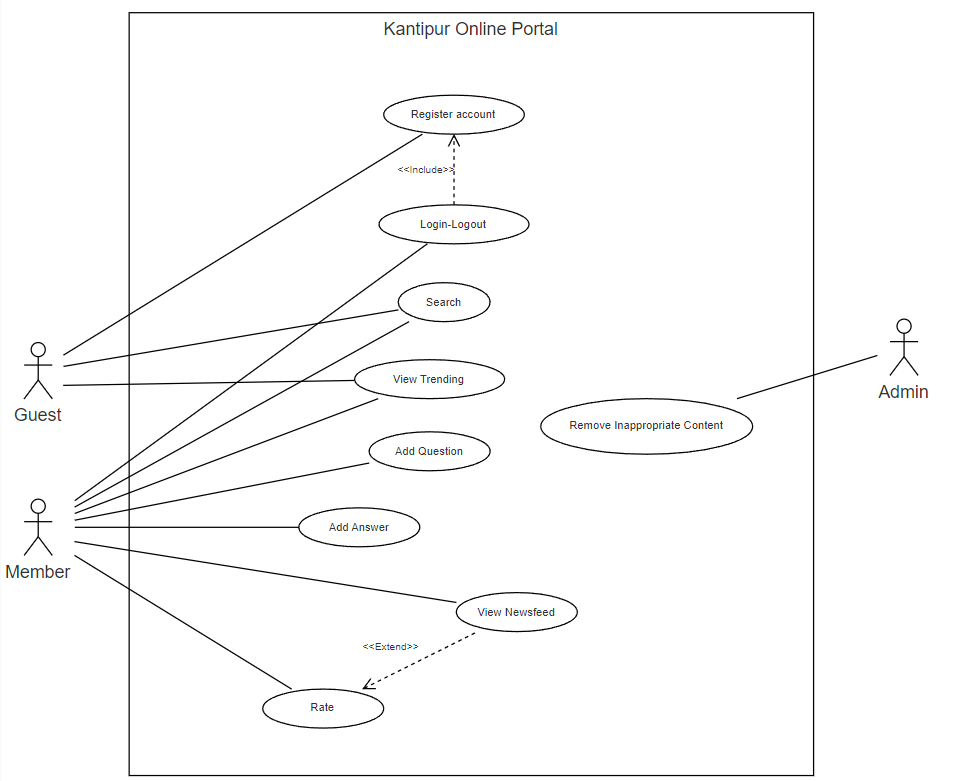 Kantipur Online Portal
Register account
<<Include>>
Login-Logout
Search
View Trending
Guest
Admin
Remove Inappropriate Content
Add Question
Add Answer
Member
View Newsfeed
<<Extend>>
Rate